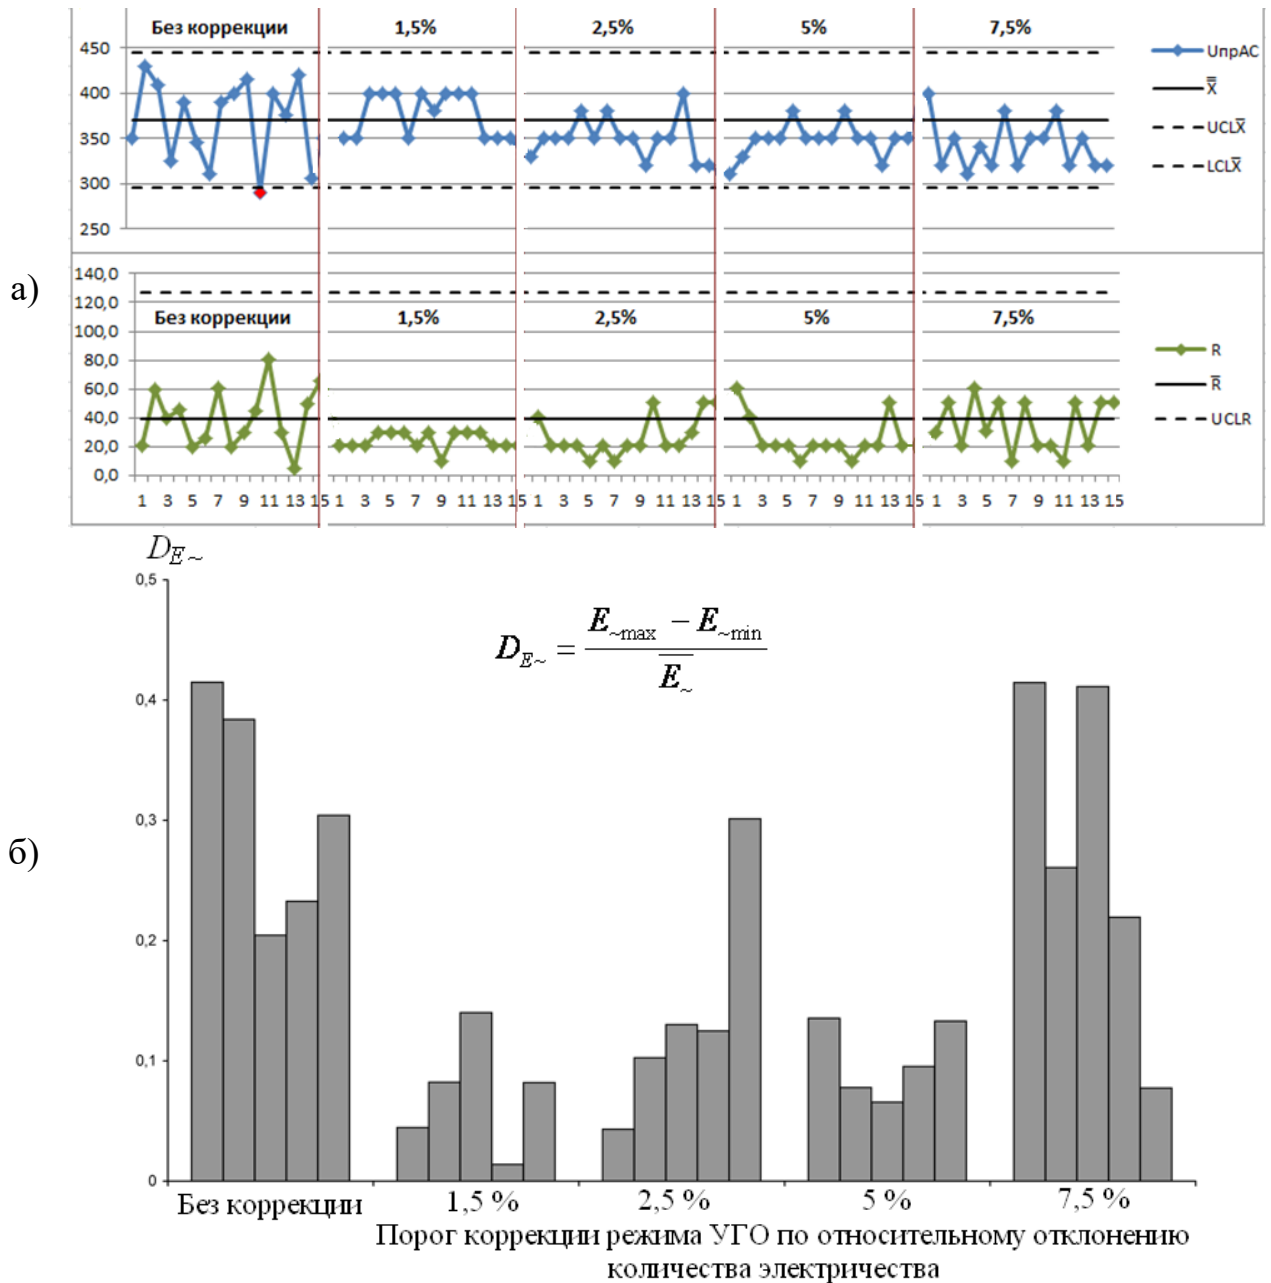 а)
Без коррекции 1,5% 2,5% 5% 7,5%
450
400
350
300
250
UпрAC
X̿
UCLX̅
LCLX̅
140,0
120,0
100,0
80,0
60,0
40,0
20,0
0,0
Без коррекции 1,5% 2,5% 5% 7,5%
1 3 5 7 9 11 13 15 1 3 5 7 9 11 13 15 1 3 5 7 9 11 13 15 1 3 5 7 9 11 13 15 1 3 5 7 9 11 13 15
R
R̅
UCLR
б)
D_E~
0,5
0,4
0,3
0,2
0,1
0
D_E~ = (E_~max − E_~min) / E̅_~
Без коррекции 1,5 % 2,5 % 5 % 7,5 %
Порог коррекции режима УГО по относительному отклонению
количества электричества